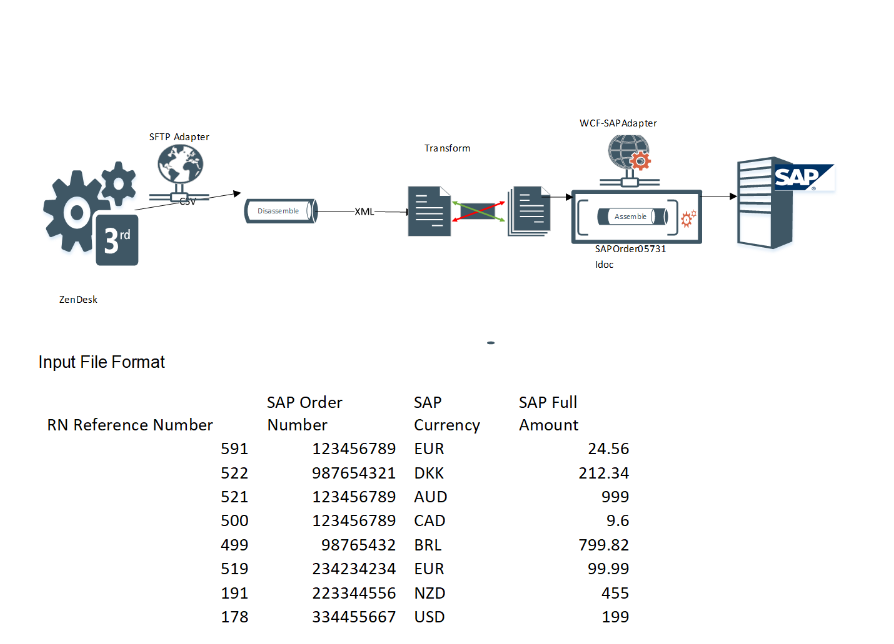 WCF-SAPAdapter
SFTP Adapter
Transform
CSV
3rd
Disassemble
XML
Assemble
SAP
®
SAPOrder05731
Idoc
ZenDesk
Input File Format
RN Reference Number SAP Order Number SAP Currency SAP Full Amount
591 123456789 EUR 24.56
522 987654321 DKK 212.34
521 123456789 AUD 999
500 123456789 CAD 9.6
499 98765432 BRL 799.82
519 234234234 EUR 99.99
191 223344556 NZD 455
178 334455667 USD 199